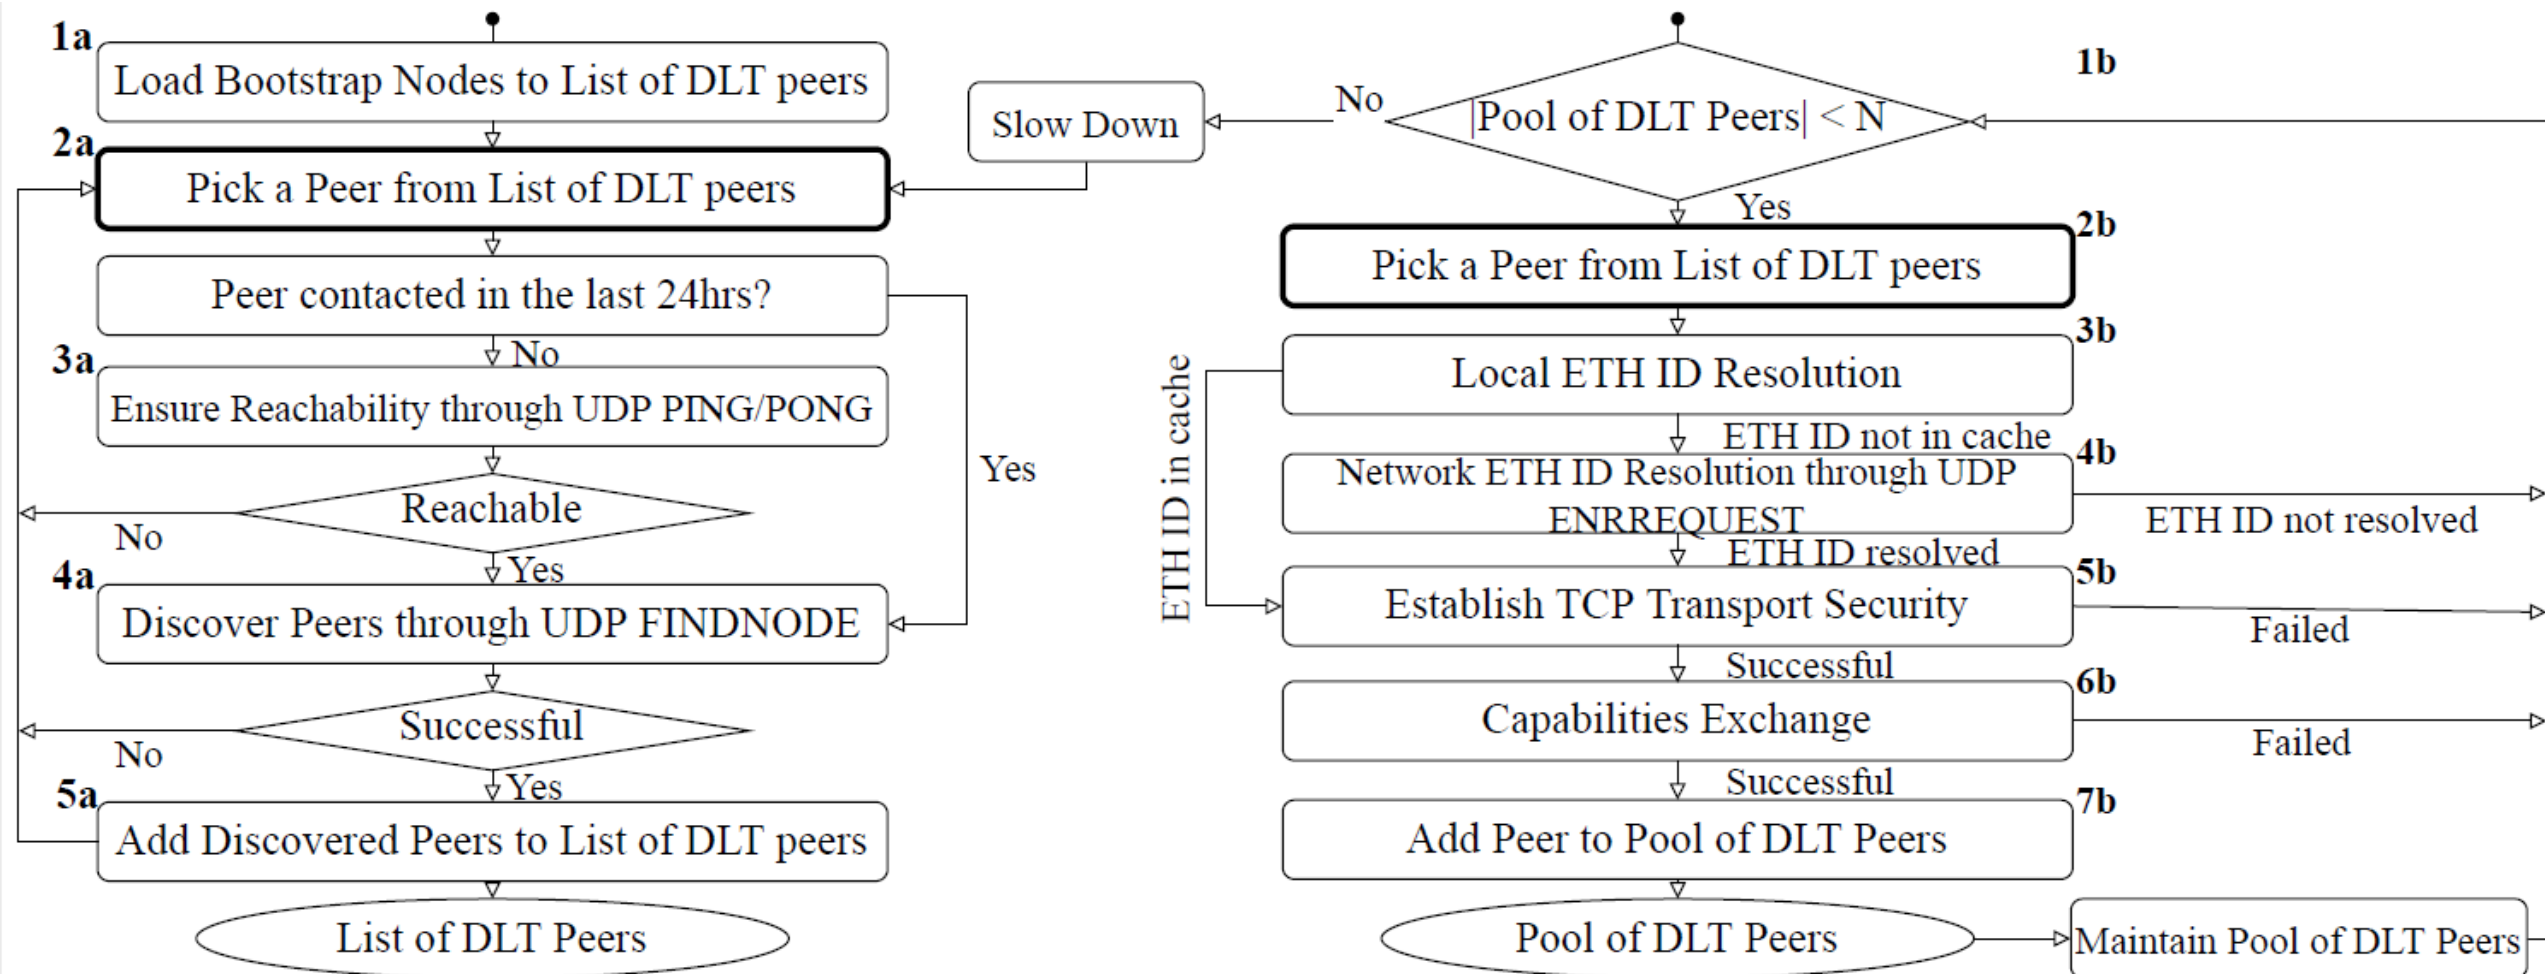 1a
Load Bootstrap Nodes to List of DLT peers
2a
Pick a Peer from List of DLT peers
Peer contacted in the last 24hrs?
No
Yes
3a
Ensure Reachability through UDP PING/PONG
Reachable
No
Yes
4a
Discover Peers through UDP FINDNODE
Successful
No
Yes
5a
Add Discovered Peers to List of DLT peers
List of DLT Peers
Slow Down
No
1b
|Pool of DLT Peers| < N
Yes
2b
Pick a Peer from List of DLT peers
3b
Local ETH ID Resolution
ETH ID in cache
ETH ID not in cache
4b
Network ETH ID Resolution through UDP
ENRREQUEST
ETH ID not resolved
ETH ID resolved
5b
Establish TCP Transport Security
Failed
Successful
6b
Capabilities Exchange
Failed
Successful
7b
Add Peer to Pool of DLT Peers
Pool of DLT Peers
Maintain Pool of DLT Peers